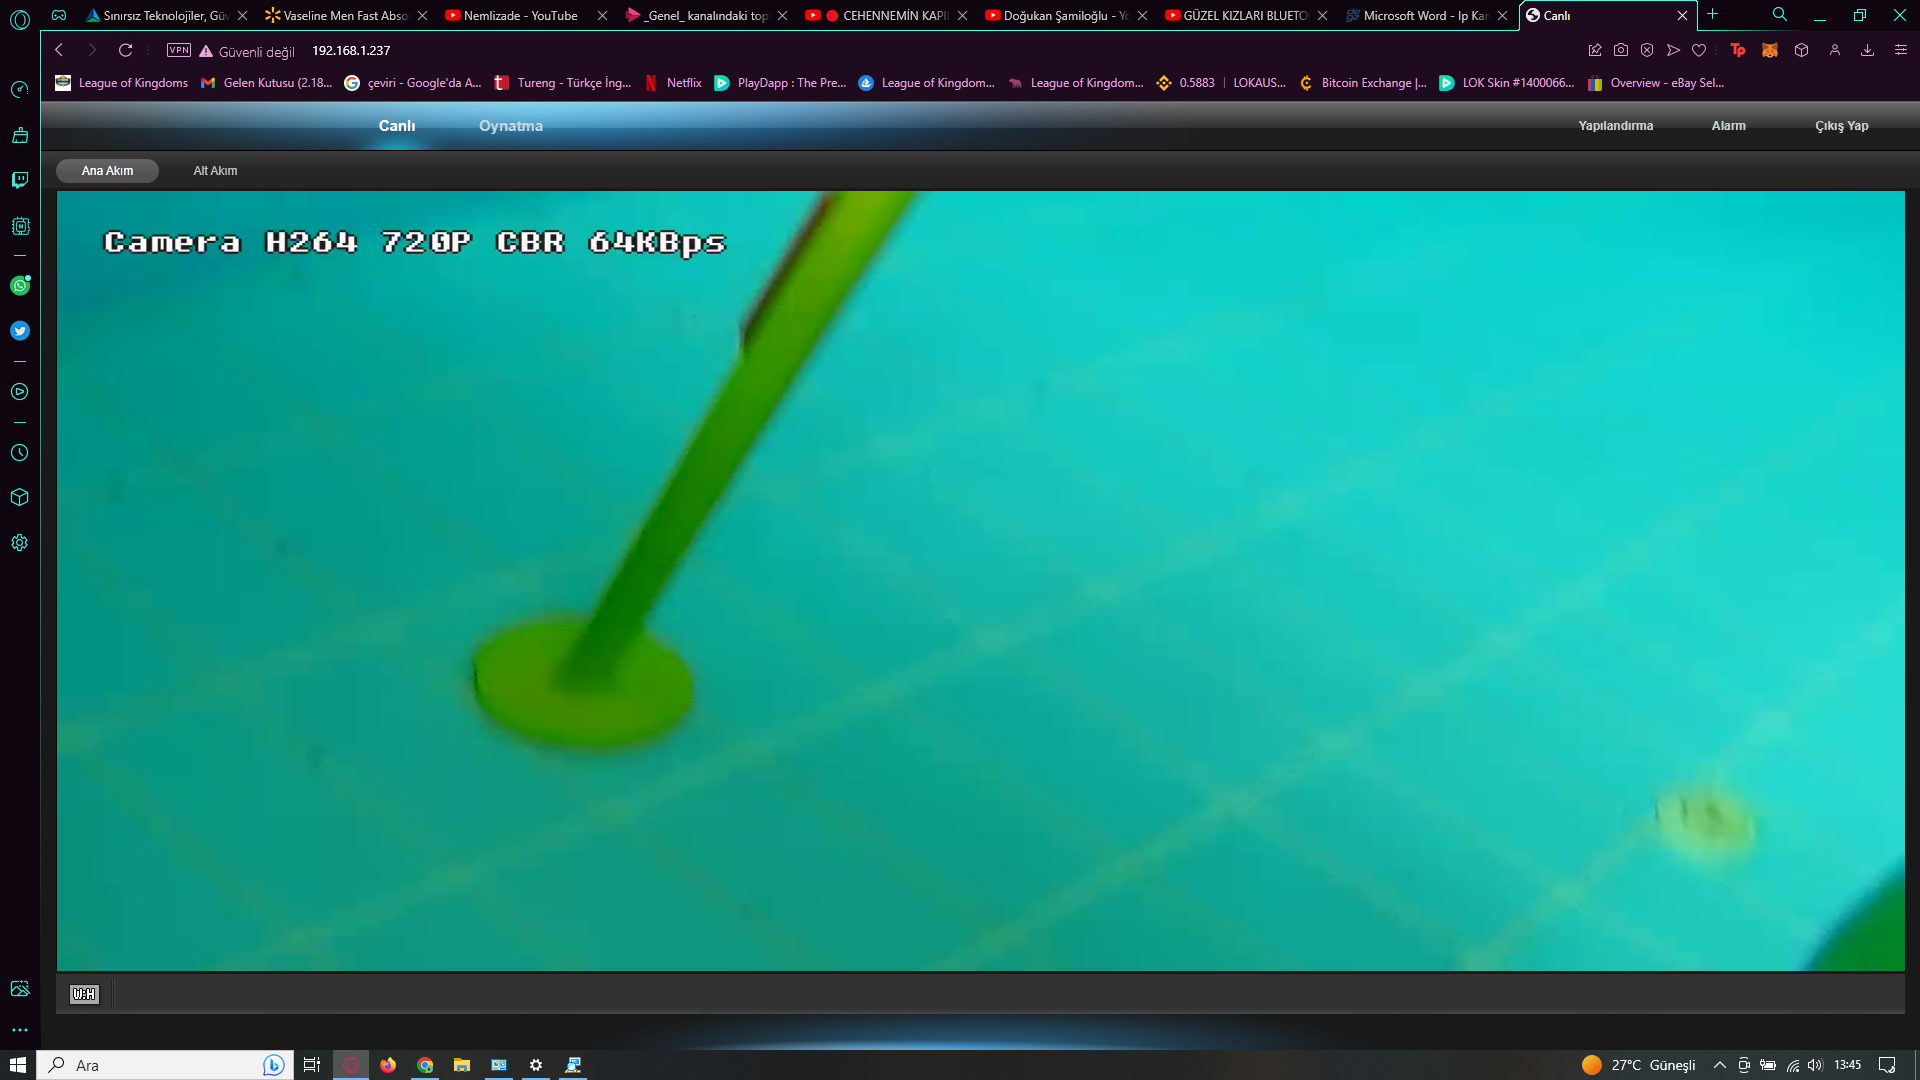 Sınırsız Teknolojiler, Gü
Vaseline Men Fast Abso
Nemlizade - YouTube
_Genel_ kanalındaki top
CEHENNEMİN KAPI
Doğukan Şamiloğlu - Yo
GÜZEL KIZLARI BLUETO
Microsoft Word - Ip Kar
Canlı
VPN Güvenli değil 192.168.1.237
League of Kingdoms
Gelen Kutusu (2.18...
çeviri - Google'da A...
Tureng - Türkçe İng...
Netflix
PlayDapp : The Pre...
League of Kingdom...
League of Kingdom...
0.5883 | LOKAUS...
Bitcoin Exchange |...
LOK Skin #1400066...
Overview - eBay Sel...
Canlı Oynatma Yapılandırma Alarm Çıkış Yap
Ana Akım Alt Akım
Camera H264 720P CBR 64KBps
W:H
Ara 27°C Güneşli 13:45